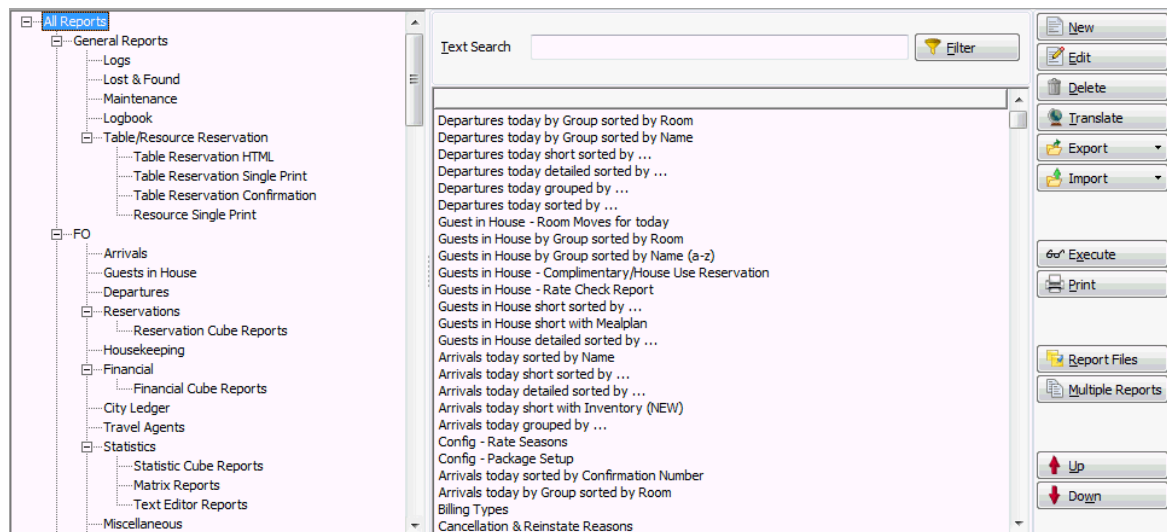 All Reports
General Reports
Logs
Lost & Found
Maintenance
Logbook
Table/Resource Reservation
Table Reservation HTML
Table Reservation Single Print
Table Reservation Confirmation
Resource Single Print
FO
Arrivals
Guests in House
Departures
Reservations
Reservation Cube Reports
Housekeeping
Financial
Financial Cube Reports
City Ledger
Travel Agents
Statistics
Statistic Cube Reports
Matrix Reports
Text Editor Reports
Miscellaneous
Text Search
Filter
Departures today by Group sorted by Room
Departures today by Group sorted by Name
Departures today short sorted by ...
Departures today detailed sorted by ...
Departures today grouped by ...
Departures today sorted by ...
Guest in House - Room Moves for today
Guests in House by Group sorted by Room
Guests in House by Group sorted by Name (a-z)
Guests in House - Complimentary/House Use Reservation
Guests in House - Rate Check Report
Guests in House short sorted by ...
Guests in House short with Mealplan
Guests in House detailed sorted by ...
Arrivals today sorted by Name
Arrivals today short sorted by ...
Arrivals today detailed sorted by ...
Arrivals today short with Inventory (NEW)
Arrivals today grouped by ...
Config - Rate Seasons
Config - Package Setup
Arrivals today sorted by Confirmation Number
Arrivals today by Group sorted by Room
Billing Types
Cancellation & Reinstate Reasons
New
Edit
Delete
Translate
Export
Import
Execute
Print
Report Files
Multiple Reports
Up
Down